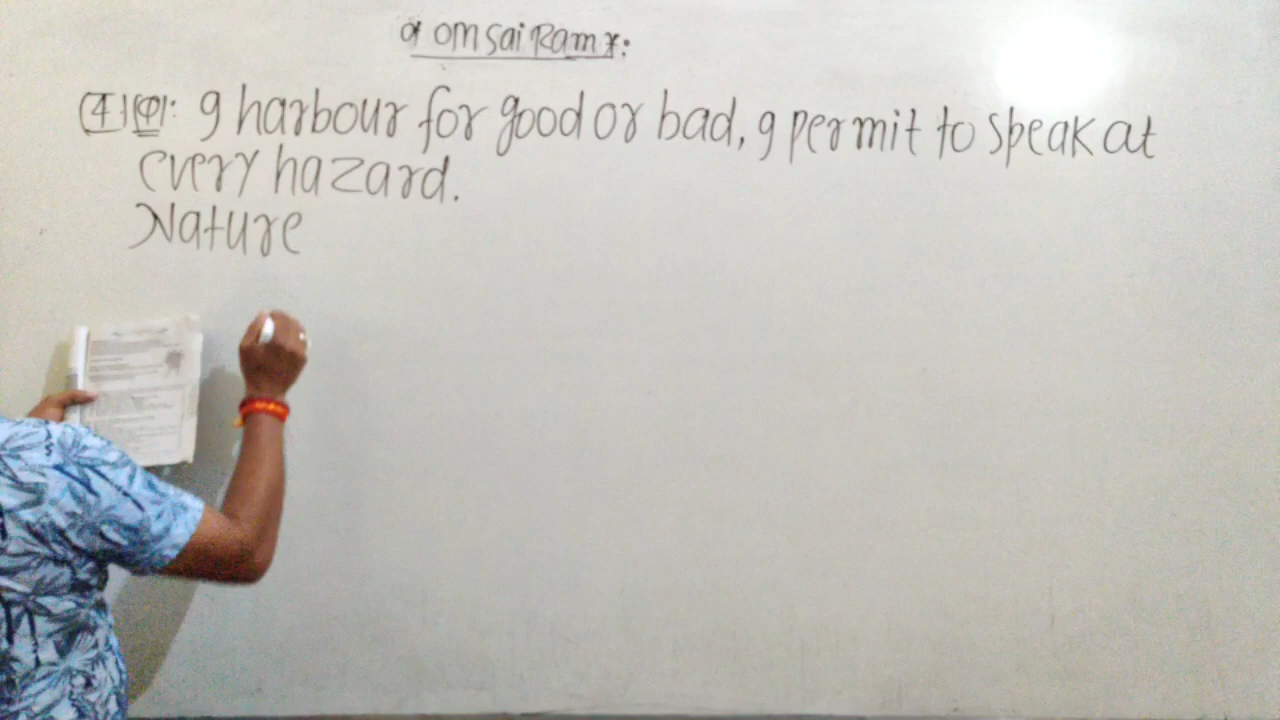 om sai Ram :
4 (क) : I harbour for good or bad, I permit to speak at
every hazard.
Nature